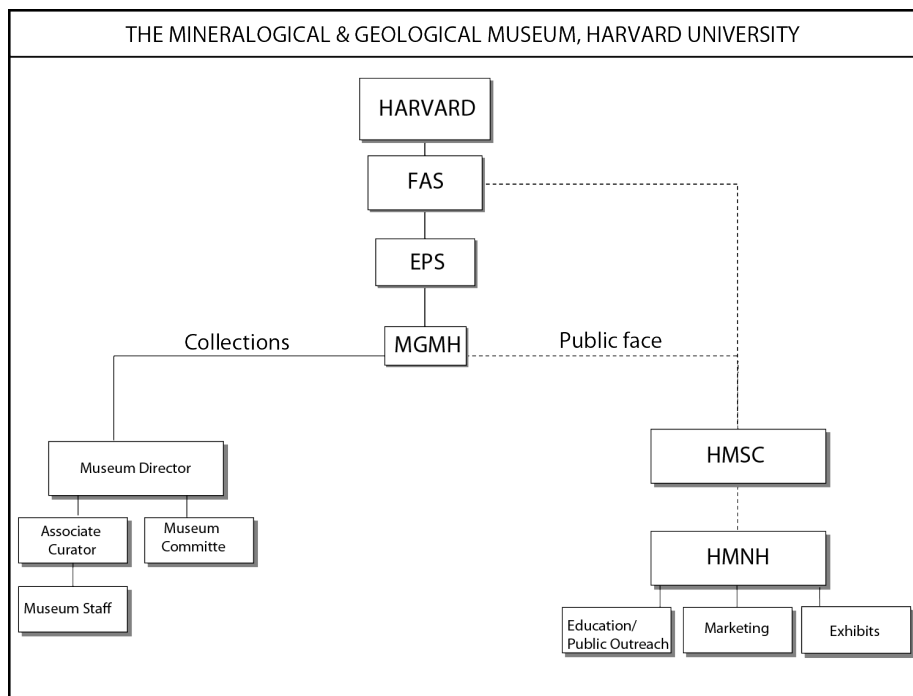 THE MINERALOGICAL & GEOLOGICAL MUSEUM, HARVARD UNIVERSITY
HARVARD
FAS
EPS
MGMH
Collections
Public face
Museum Director
Associate
Curator
Museum
Committe
Museum Staff
HMSC
HMNH
Education/
Public Outreach
Marketing
Exhibits